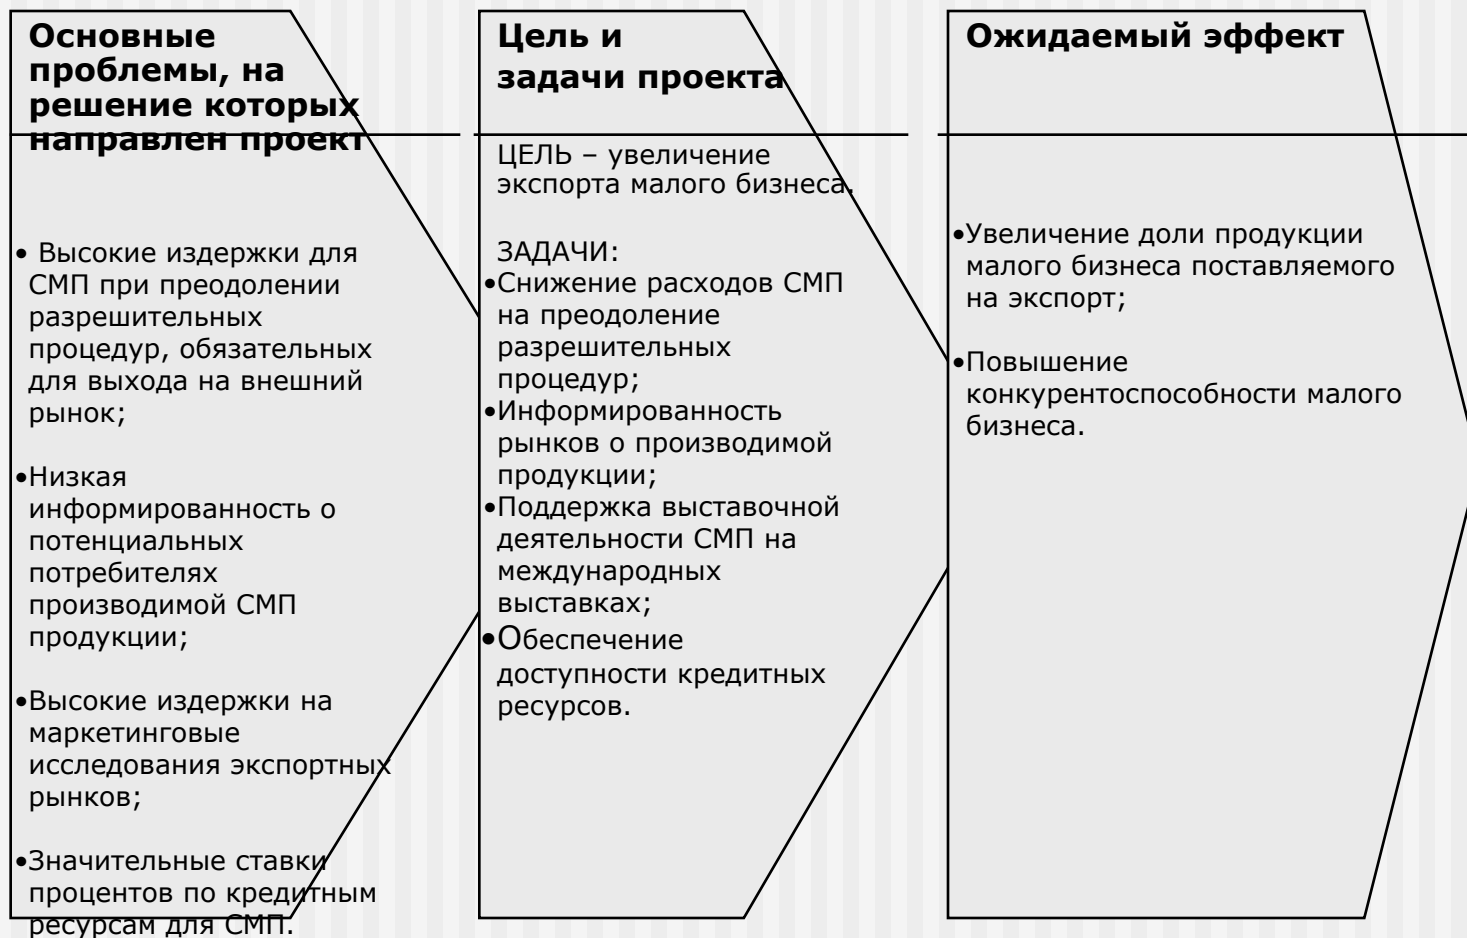 Основные
проблемы, на
решение которых
направлен проект
• Высокие издержки для
СМП при преодолении
разрешительных
процедур, обязательных
для выхода на внешний
рынок;
•Низкая
информированность о
потенциальных
потребителях
производимой СМП
продукции;
•Высокие издержки на
маркетинговые
исследования экспортных
рынков;
•Значительные ставки
процентов по кредитным
ресурсам для СМП.
Цель и
задачи проекта
ЦЕЛЬ – увеличение
экспорта малого бизнеса.
ЗАДАЧИ:
•Снижение расходов СМП
на преодоление
разрешительных
процедур;
•Информированность
рынков о производимой
продукции;
•Поддержка выставочной
деятельности СМП на
международных
выставках;
•Обеспечение
доступности кредитных
ресурсов.
Ожидаемый эффект
•Увеличение доли продукции
малого бизнеса поставляемого
на экспорт;
•Повышение
конкурентоспособности малого
бизнеса.